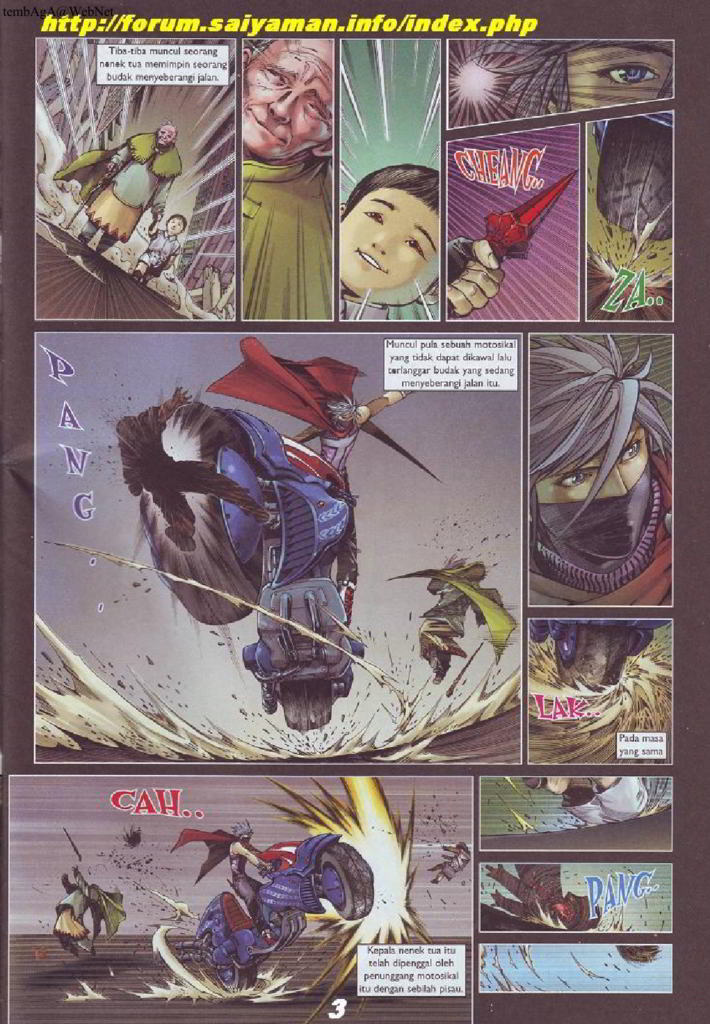 tembAgA@WebNet
http://forum.saiyaman.info/index.php
Tiba-tiba muncul seorang
nenek tua memimpin seorang
budak menyeberangi jalan.
CHEANG..
ZA..
PANG..
Muncul pula sebuah motosikal
yang tidak dapat dikawal lalu
terlanggar budak yang sedang
menyeberangi jalan itu.
LAK..
Pada masa
yang sama
CAH..
PANG..
Kepala nenek tua itu
telah dipenggal oleh
penunggang motosikal
itu dengan sebilah pisau.
3